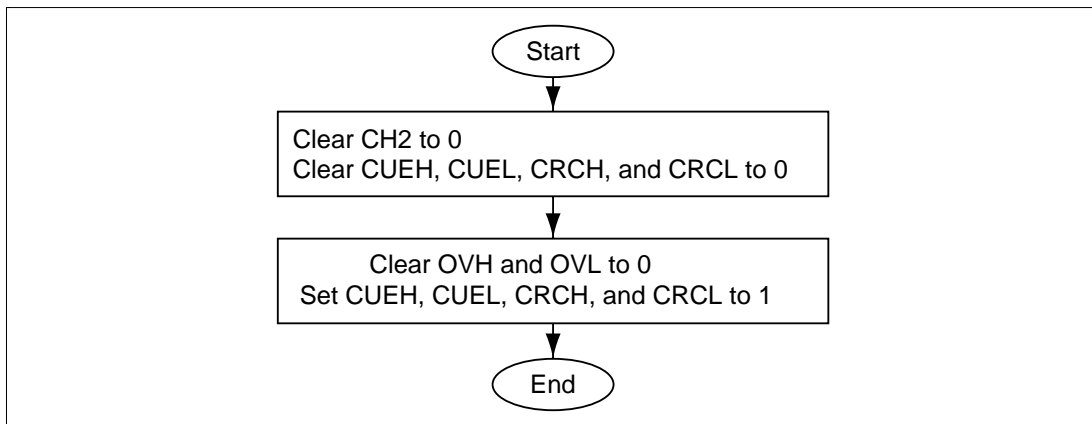 Start
Clear CH2 to 0
Clear CUEH, CUEL, CRCH, and CRCL to 0
Clear OVH and OVL to 0
Set CUEH, CUEL, CRCH, and CRCL to 1
End